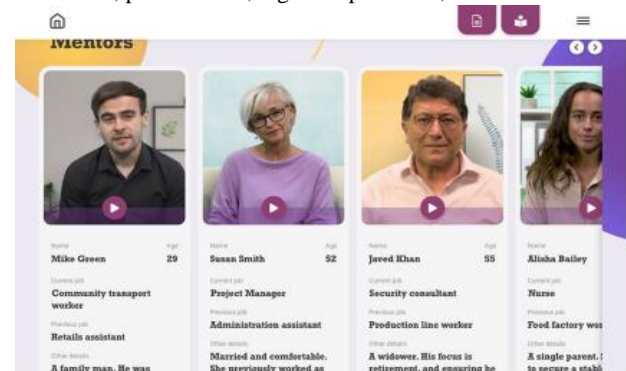 Mentors
Name Age
Mike Green 29
Current job
Community transport
worker
Previous job
Retails assistant
Other details
A family man. He was
Name Age
Susan Smith 52
Current job
Project Manager
Previous job
Administration assistant
Other details
Married and comfortable.
She previously worked as
Name Age
Javed Khan 55
Current job
Security consultant
Previous job
Production line worker
Other details
A widower. His focus is
retirement, and ensuring he
Name
Alisha Bailey
Current job
Nurse
Previous job
Food factory
Other details
A single parent.
to secure a